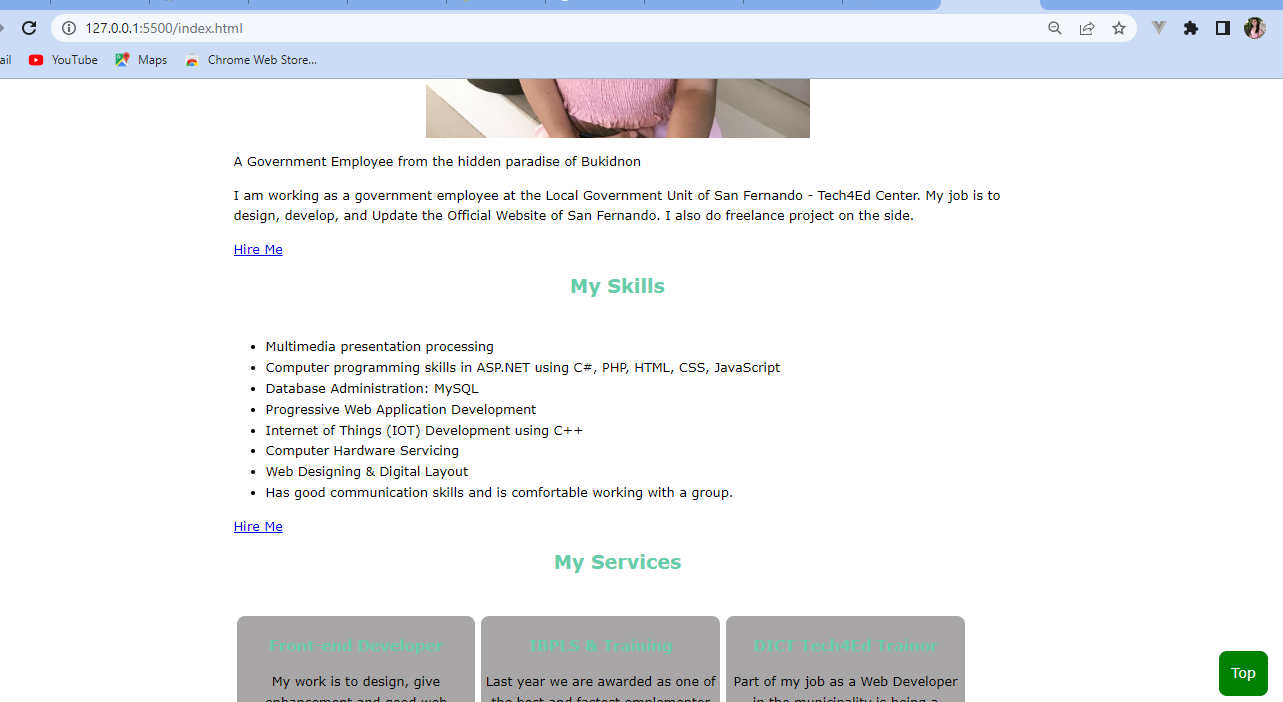 127.0.0.1:5500/index.html
ail YouTube Maps Chrome Web Store...
A Government Employee from the hidden paradise of Bukidnon
I am working as a government employee at the Local Government Unit of San Fernando - Tech4Ed Center. My job is to
design, develop, and Update the Official Website of San Fernando. I also do freelance project on the side.
Hire Me
My Skills
Multimedia presentation processing
Computer programming skills in ASP.NET using C#, PHP, HTML, CSS, JavaScript
Database Administration: MySQL
Progressive Web Application Development
Internet of Things (IOT) Development using C++
Computer Hardware Servicing
Web Designing & Digital Layout
Has good communication skills and is comfortable working with a group.
Hire Me
My Services
Front-end Developer
My work is to design, give
enhancement and good web
IBPLS & Training
Last year we are awarded as one of
the best and fastest emplementor
DICT Tech4Ed Trainor
Part of my job as a Web Developer
in the municipality is being a
Top